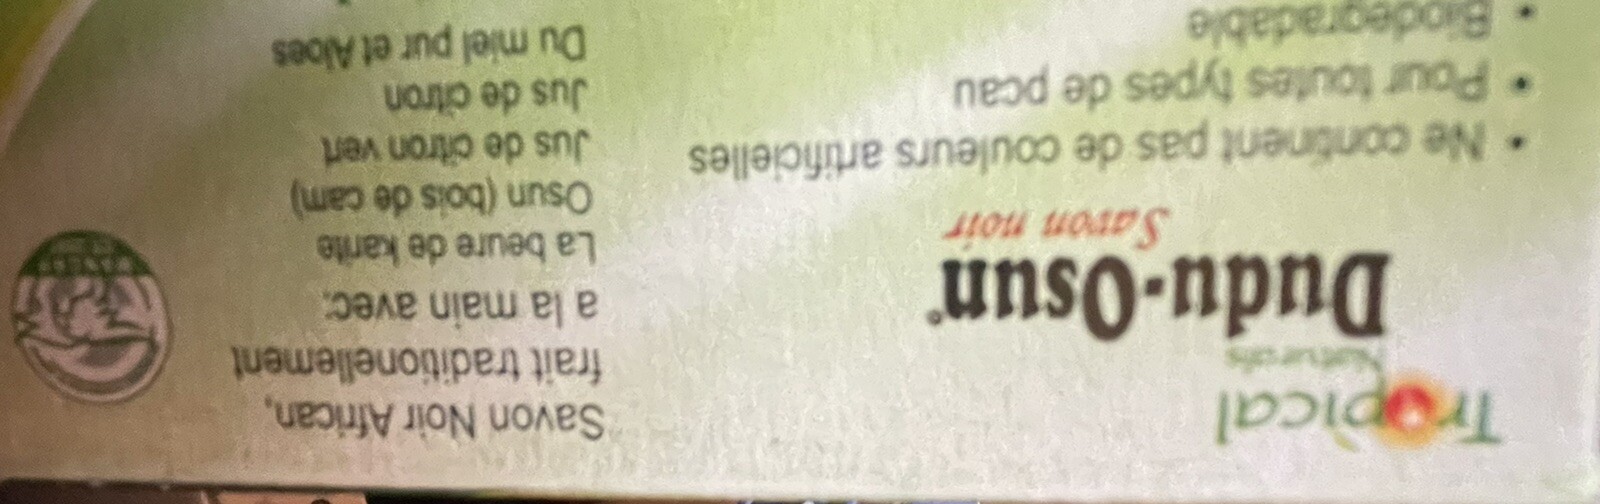 Tropical
Naturals
Dudu-Osun
Savon noir
• Ne continent pas de couleurs artificielles
• Pour toutes types de pcau
• Biodegradable
Savon Noir African,
frait traditionellement
a la main avec:
La beure de karite
Osun (bois de cam)
Jus de citron vert
Jus de citron
Du miel pur et Aloes